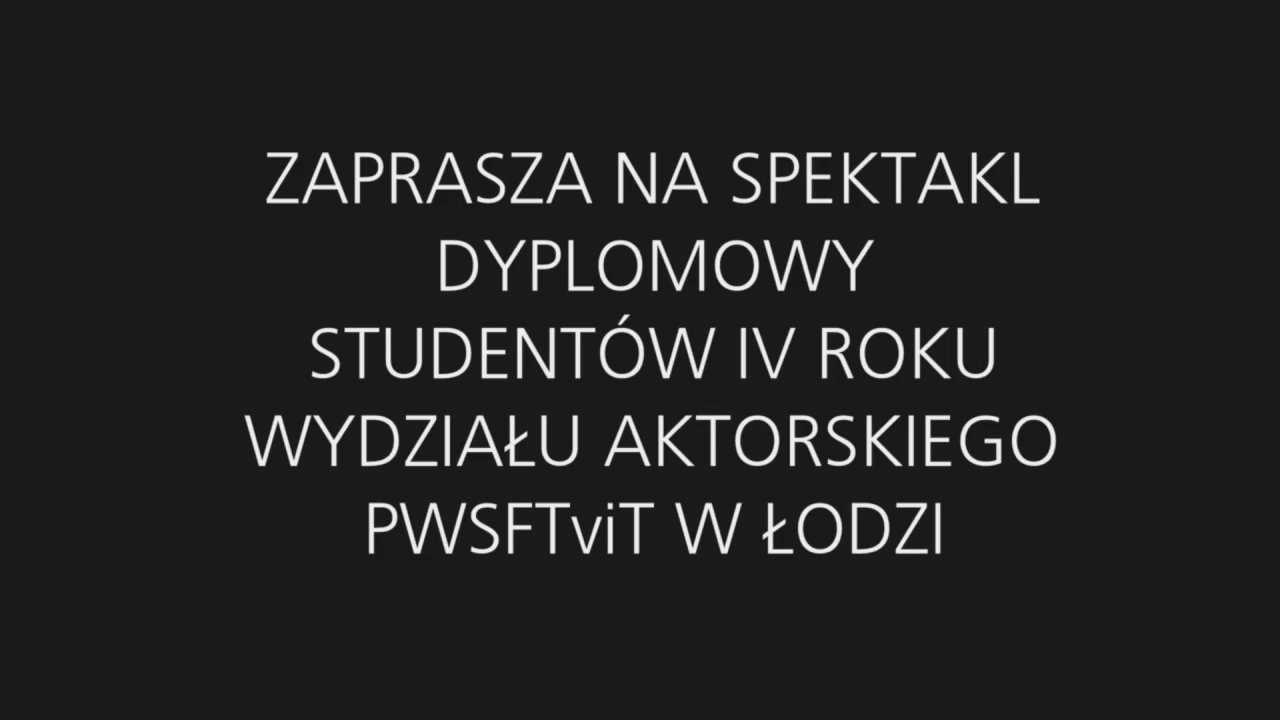 ZAPRASZA NA SPEKTAKL
DYPLOMOWY
STUDENTÓW IV ROKU
WYDZIAŁU AKTORSKIEGO
PWSFTviT W ŁODZI